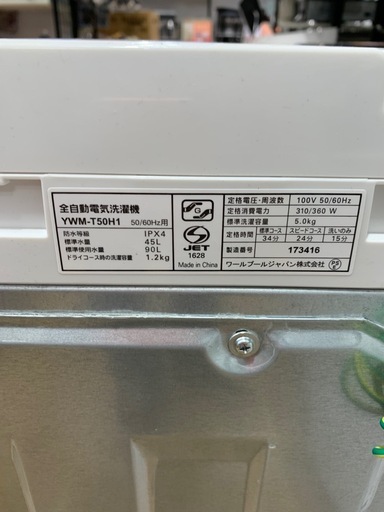 全自動電気洗濯機
YWM-T50H1 50/60Hz用
防水等級 IPX4
標準水量 45L
標準使用水量 90L
ドライコース時の洗濯容量 1.2kg
G
JET
1628
Made in China
定格電圧・周波数 100V 50/60Hz
定格消費電力 310/360 W
標準洗濯容量 5.0kg
定格時間 標準コース スピードコース 洗いのみ
34分 24分 15分
製造番号 173416
ワールプールジャパン株式会社 PSE